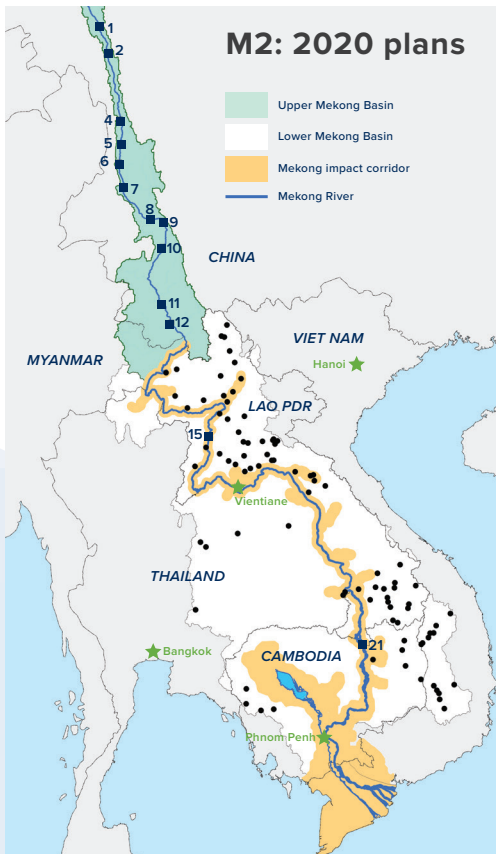 M2: 2020 plans
Upper Mekong Basin
Lower Mekong Basin
Mekong impact corridor
Mekong River
1
2
4
5
6
7
8
9
10
CHINA
11
12
VIET NAM
MYANMAR
Hanoi
LAO PDR
15
Vientiane
THAILAND
21
Bangkok
CAMBODIA
Phnom Penh